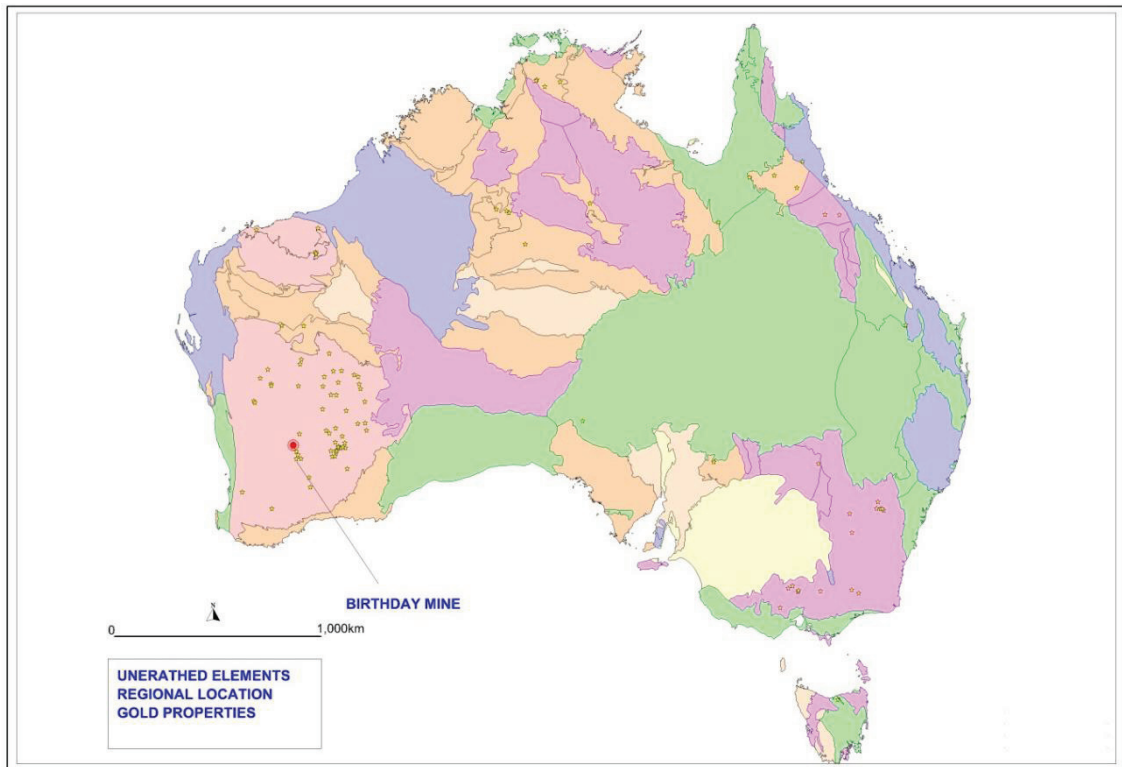 BIRTHDAY MINE
N
0 1,000km
UNERATHED ELEMENTS
REGIONAL LOCATION
GOLD PROPERTIES